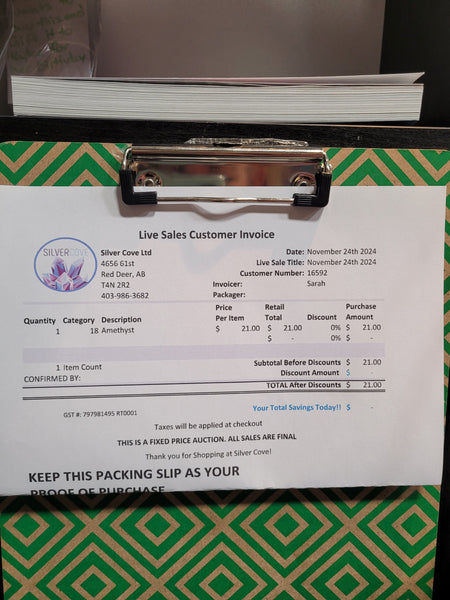 Live Sales Customer Invoice
SILVERCOVE
Silver Cove Ltd
4656 61st
Red Deer, AB
T4N 2R2
403-986-3682
Date: November 24th 2024
Live Sale Title: November 24th 2024
Customer Number: 16592
Invoicer: Sarah
Packager:
Quantity Category Description Price Per Item Retail Total Discount Purchase Amount
1 18 Amethyst $ 21.00 $ 21.00 0% $ 21.00
$ - 0% $ -
1 Item Count Subtotal Before Discounts $ 21.00
CONFIRMED BY: Discount Amount $ -
TOTAL After Discounts $ 21.00
GST #: 797981495 RT0001 Your Total Savings Today!! $ -
Taxes will be applied at checkout
THIS IS A FIXED PRICE AUCTION. ALL SALES ARE FINAL
Thank you for Shopping at Silver Cove!
KEEP THIS PACKING SLIP AS YOUR
PROOF OF PURCHASE